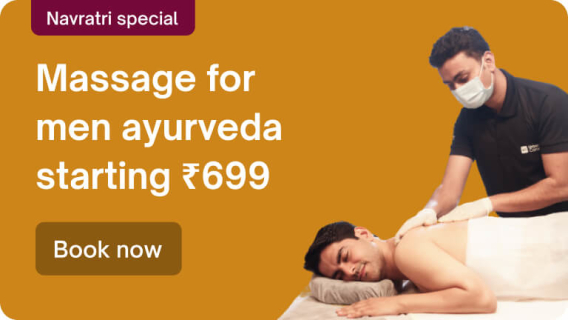 Navratri special
Massage for
men ayurveda
starting ₹699
Book now